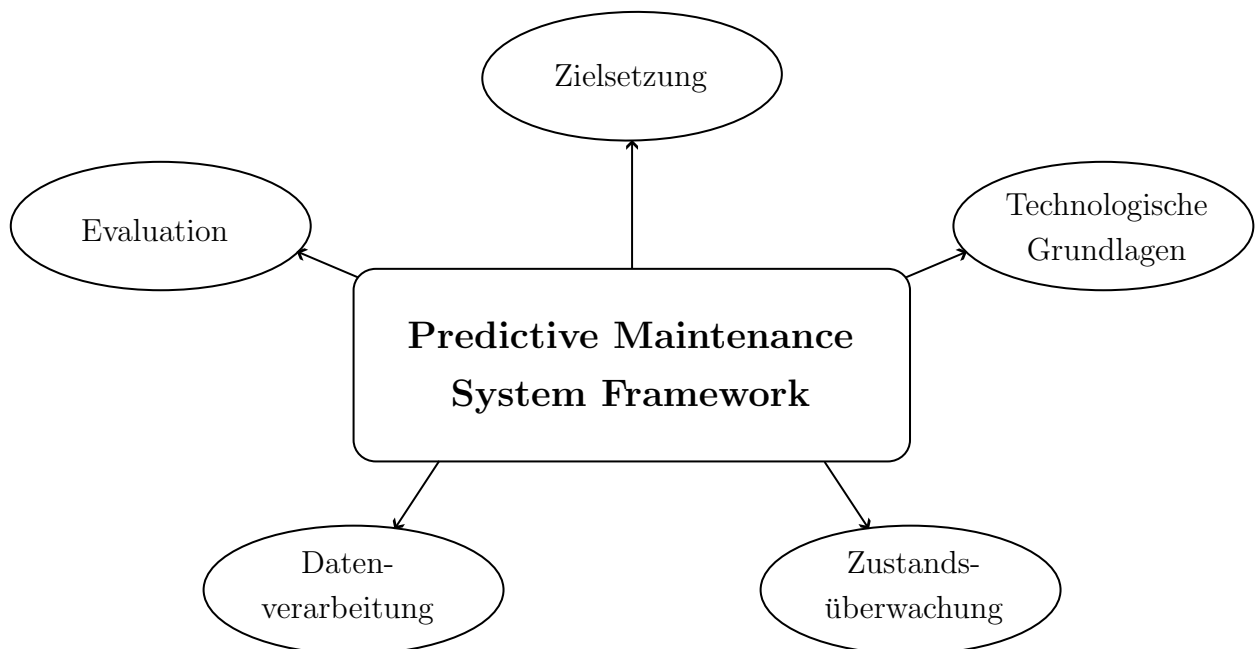 Zielsetzung
Evaluation
Technologische
Grundlagen
Predictive Maintenance
System Framework
Daten-
verarbeitung
Zustands-
überwachung